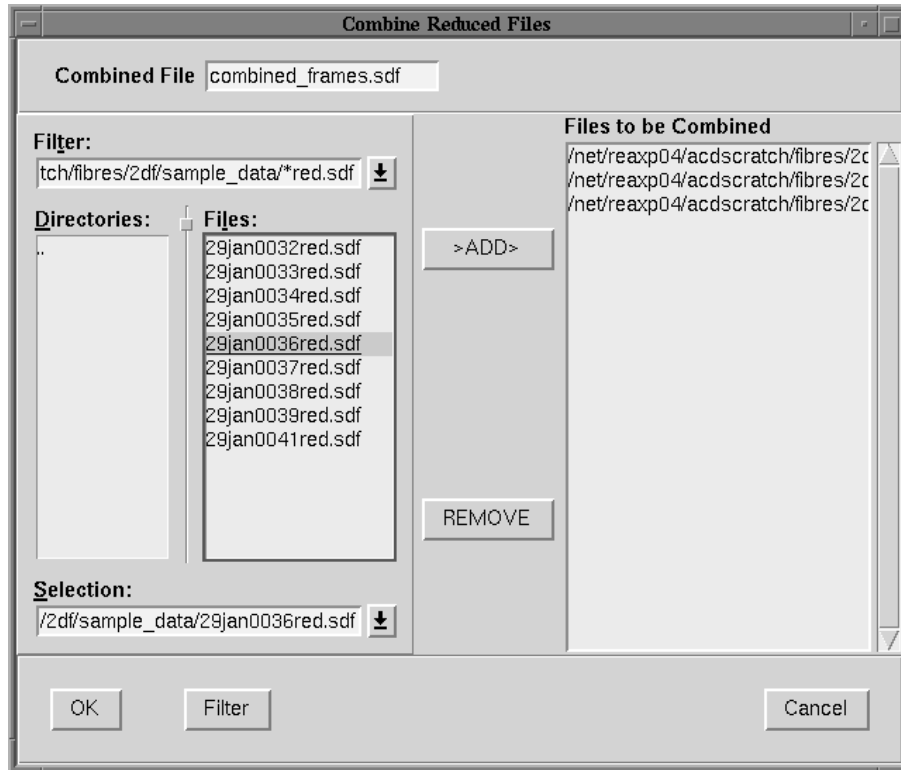 Combine Reduced Files
Combined File combined_frames.sdf
Filter:
tch/fibres/2df/sample_data/*red.sdf
Directories:
..
Files:
29jan0032red.sdf
29jan0033red.sdf
29jan0034red.sdf
29jan0035red.sdf
29jan0036red.sdf
29jan0037red.sdf
29jan0038red.sdf
29jan0039red.sdf
29jan0041red.sdf
Selection:
/2df/sample_data/29jan0036red.sdf
>ADD>
REMOVE
Files to be Combined
/net/reaxp04/acdscratch/fibres/2d
/net/reaxp04/acdscratch/fibres/2d
/net/reaxp04/acdscratch/fibres/2d
OK
Filter
Cancel